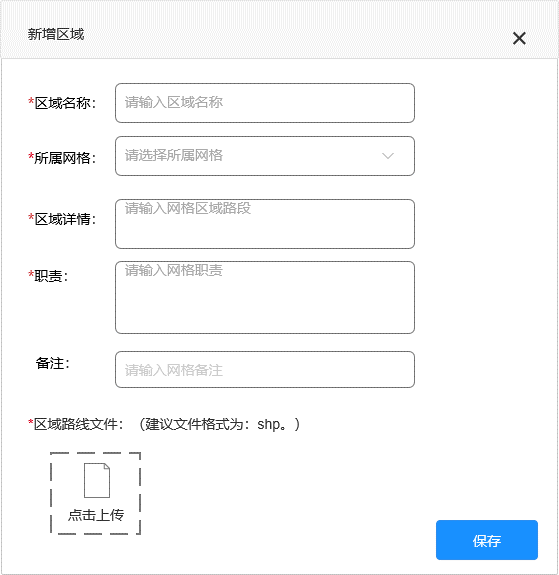 新增区域
*区域名称：
请输入区域名称
*所属网格：
请选择所属网格
*区域详情：
请输入网格区域路段
*职责：
请输入网格职责
备注：
请输入网格备注
*区域路线文件：（建议文件格式为：shp。）
点击上传
保存